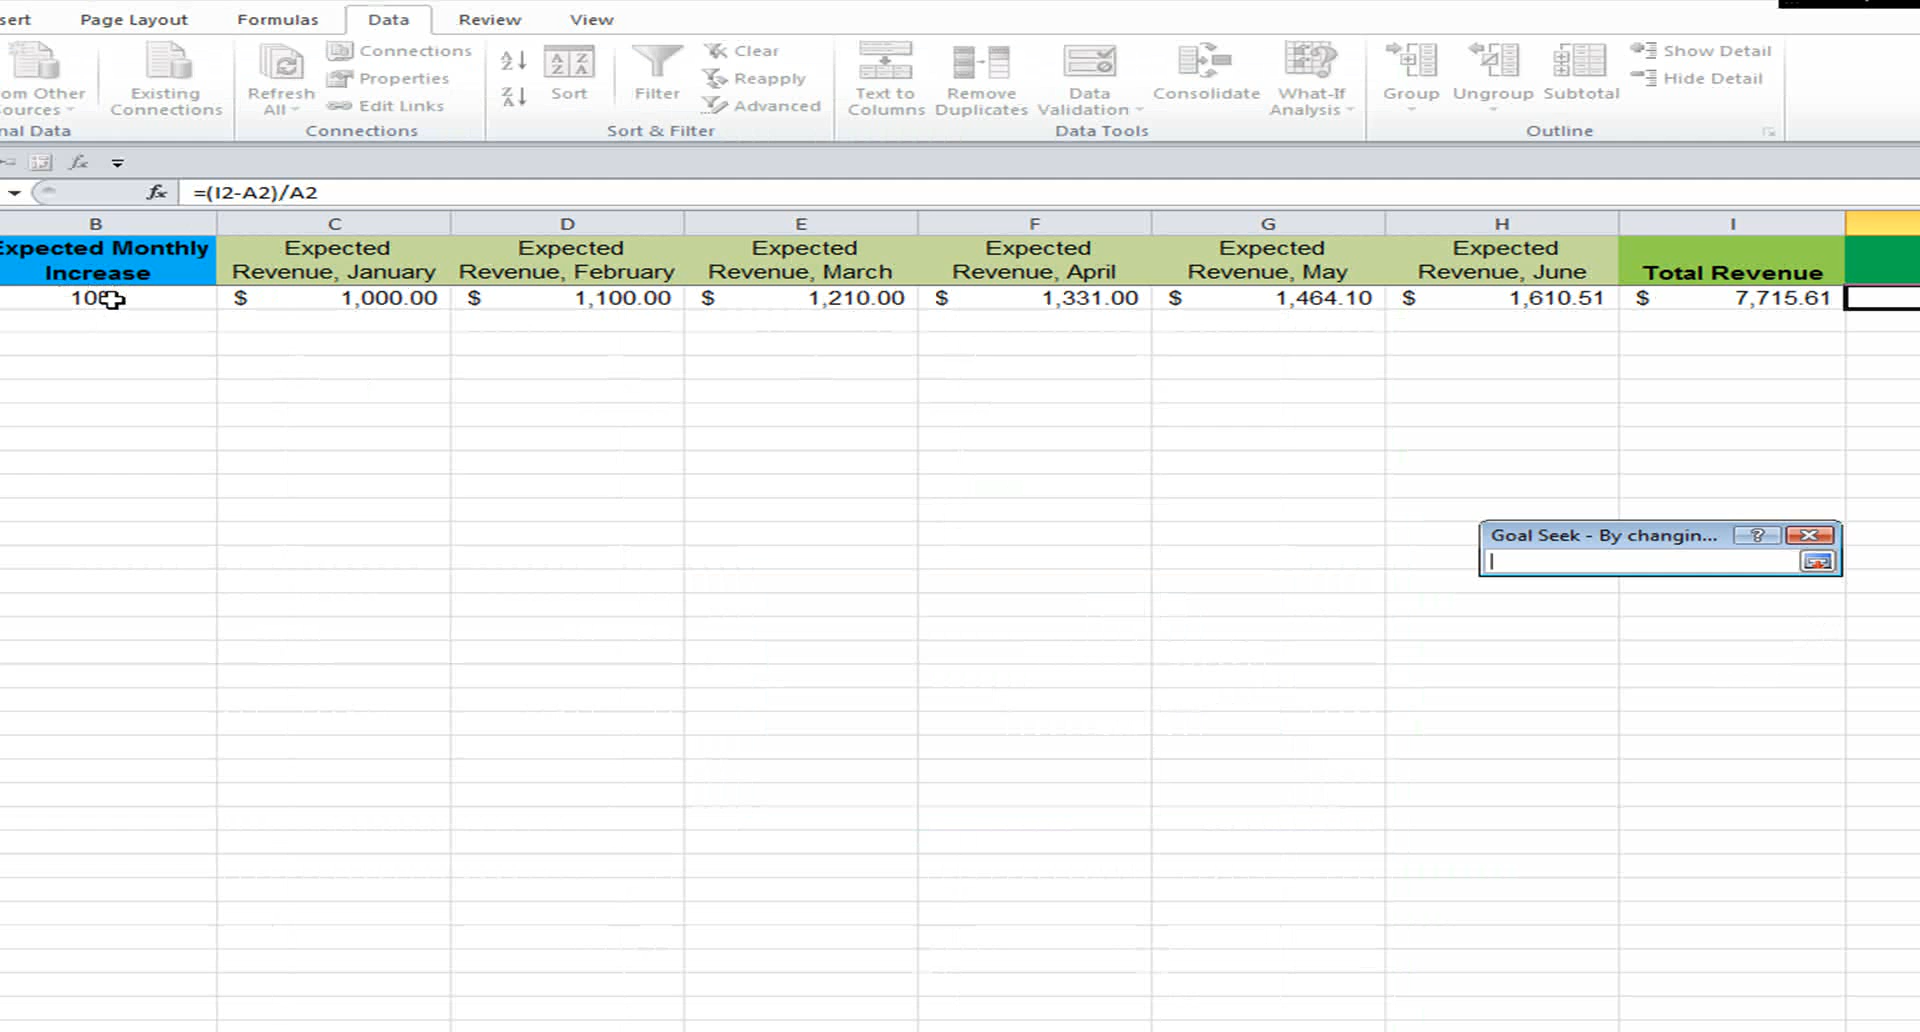 sert Page Layout Formulas Data Review View
om Other Sources
Existing Connections
nal Data
Refresh All
Connections
Properties
Edit Links
Connections
A Z
Z A
A Z Z A
Sort
Filter
Clear
Reapply
Advanced
Sort & Filter
Text to Columns
Remove Duplicates
Data Validation
Consolidate
What-If Analysis
Data Tools
Group
Ungroup
Subtotal
Show Detail
Hide Detail
Outline
fx
fx =(I2-A2)/A2
B C D E F G H I
Expected Monthly Increase
Expected Revenue, January
Expected Revenue, February
Expected Revenue, March
Expected Revenue, April
Expected Revenue, May
Expected Revenue, June
Total Revenue
10 $ 1,000.00 $ 1,100.00 $ 1,210.00 $ 1,331.00 $ 1,464.10 $ 1,610.51 $ 7,715.61
Goal Seek - By changin... ?